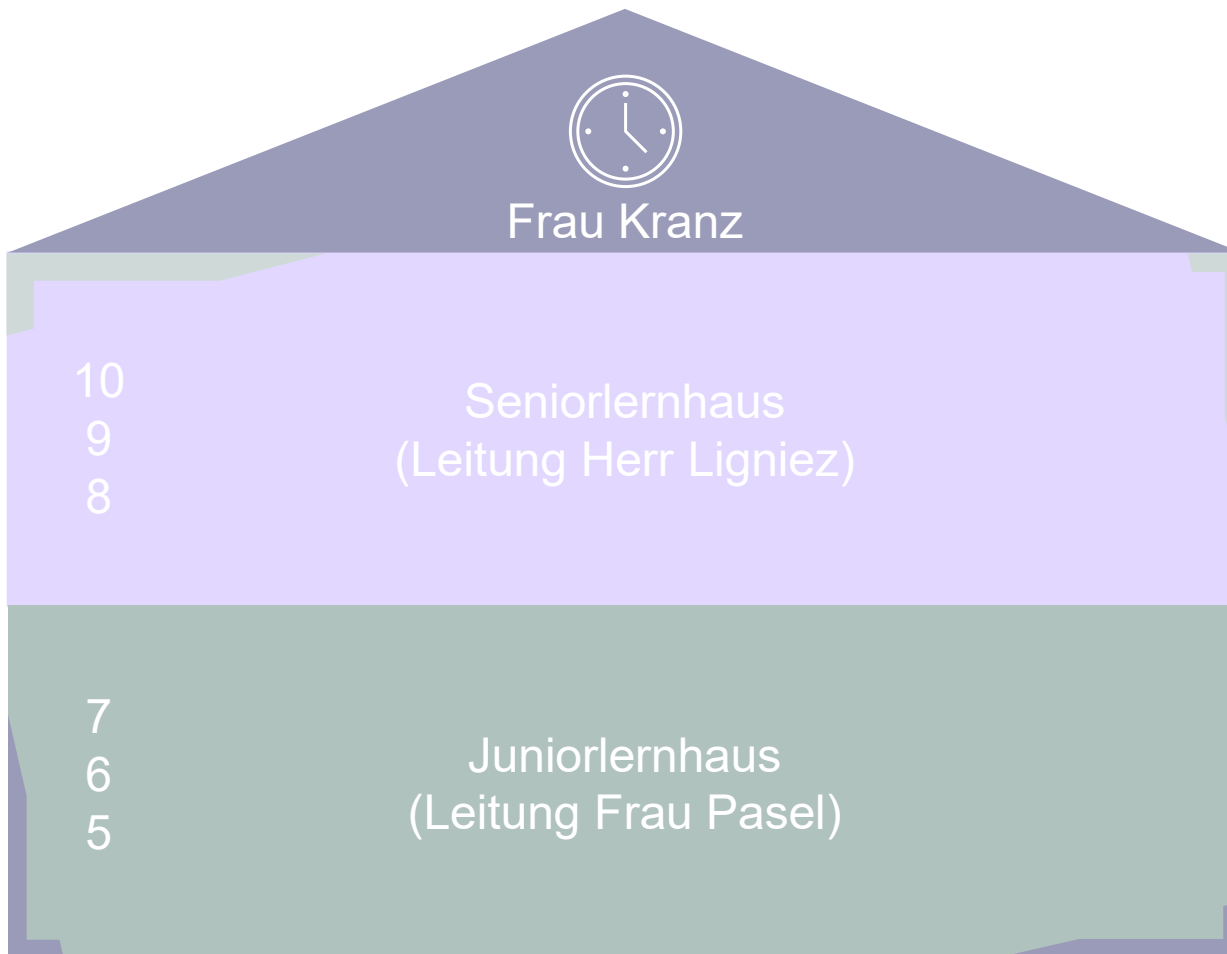 Frau Kranz
10
9
8
Seniorlernhaus
(Leitung Herr Ligniez)
7
6
5
Juniorlernhaus
(Leitung Frau Pasel)